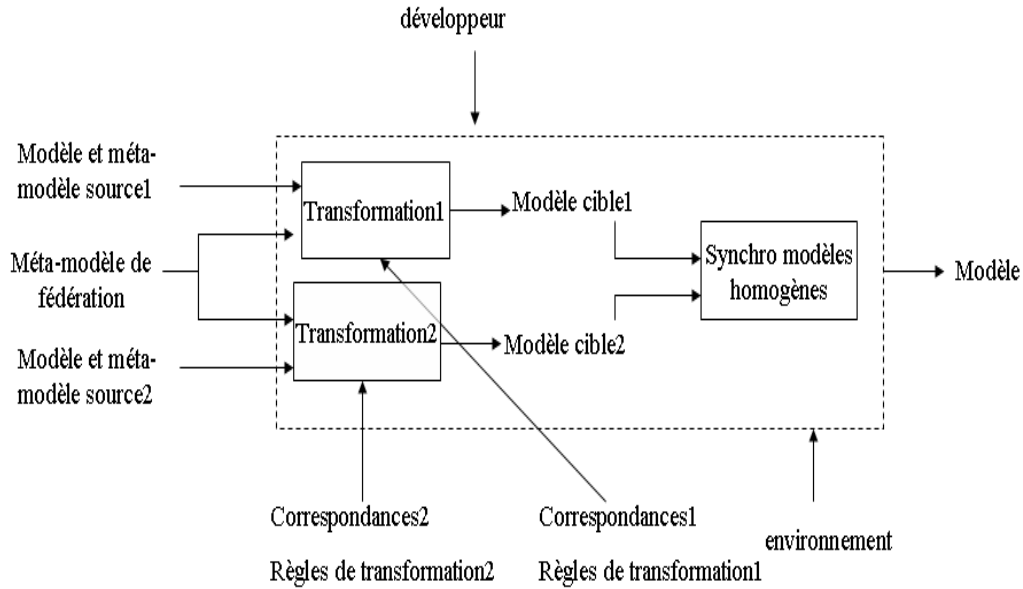 développeur
Modèle et méta-
modèle source1
Transformation1
Modèle cible1
Méta-modèle de
fédération
Synchro modèles
homogènes
Modèle
Transformation2
Modèle cible2
Modèle et méta-
modèle source2
Correspondances2
Règles de transformation2
Correspondances1
Règles de transformation1
environnement